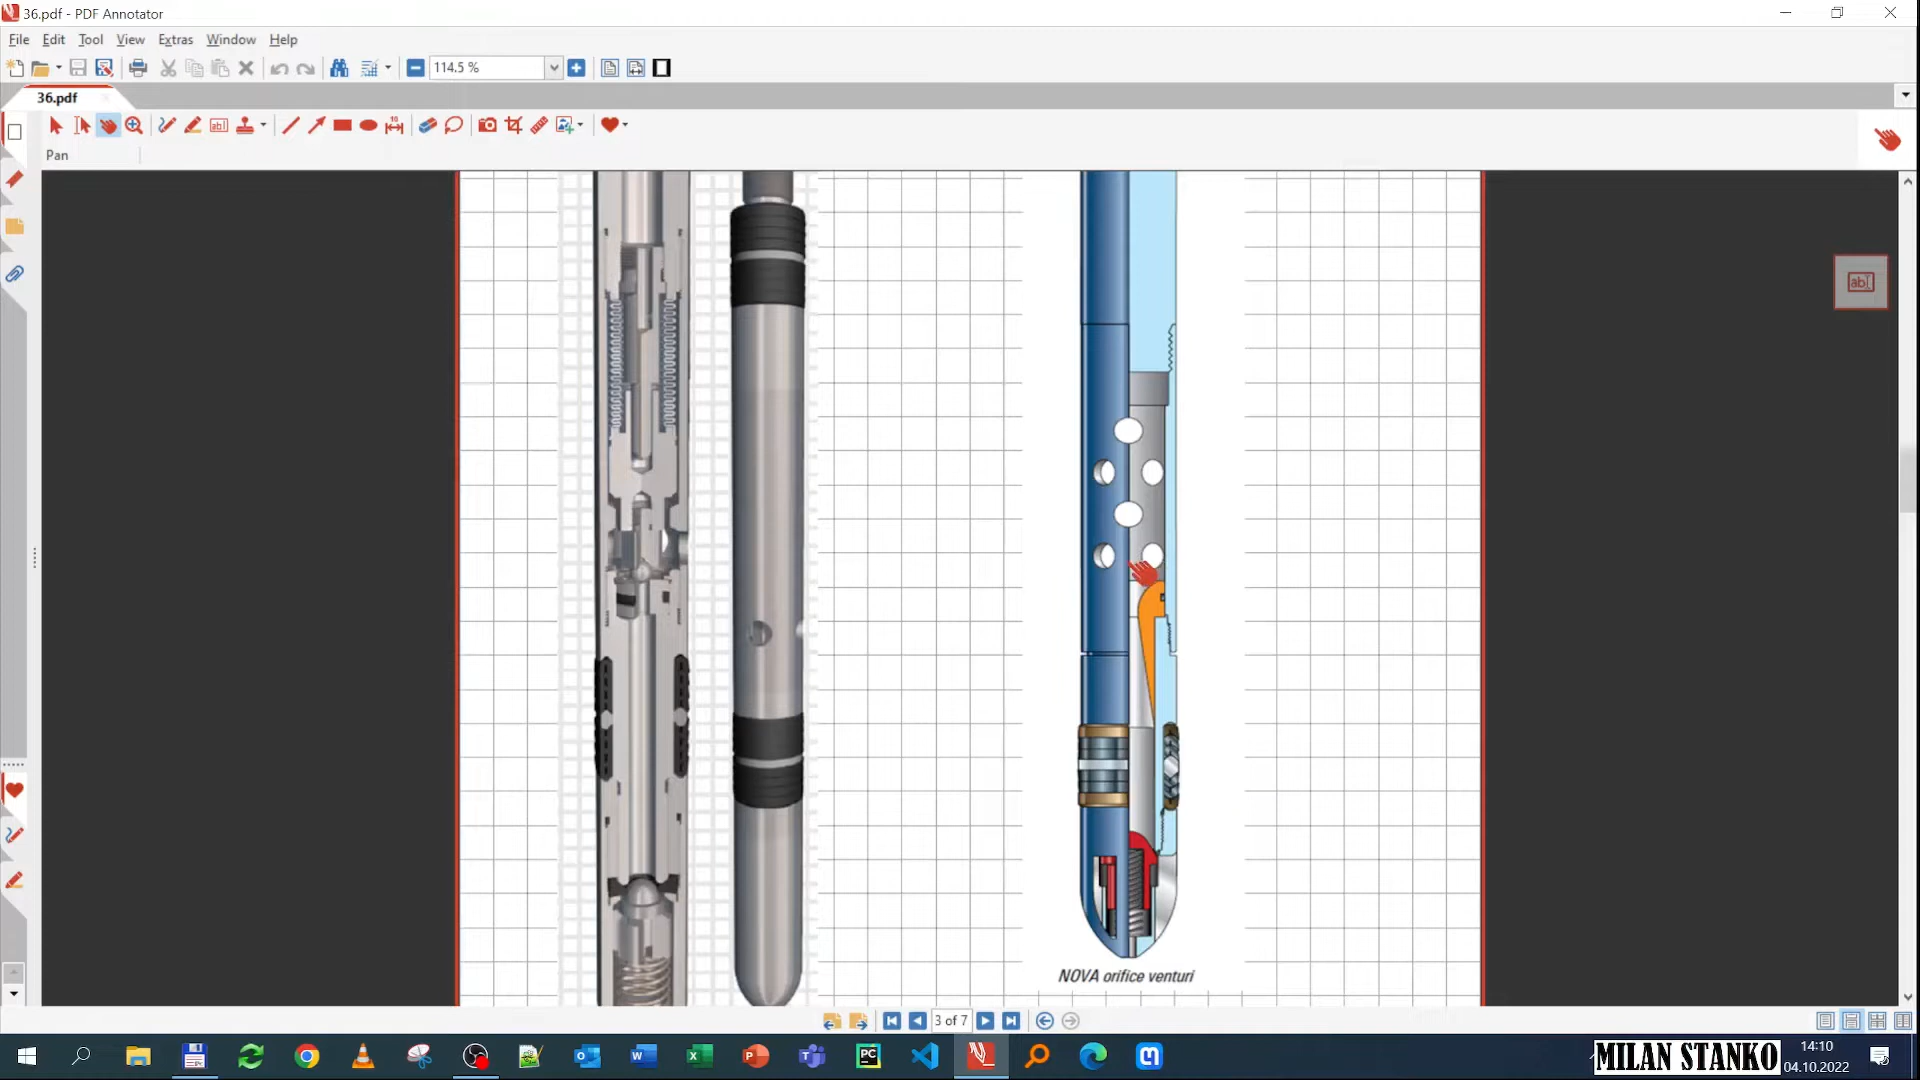 36.pdf - PDF Annotator
File Edit Tool View Extras Window Help
114.5 %
36.pdf
Pan
NOVA orifice venturi
3 of 7
14:10
04.10.2022
MILAN STANKO